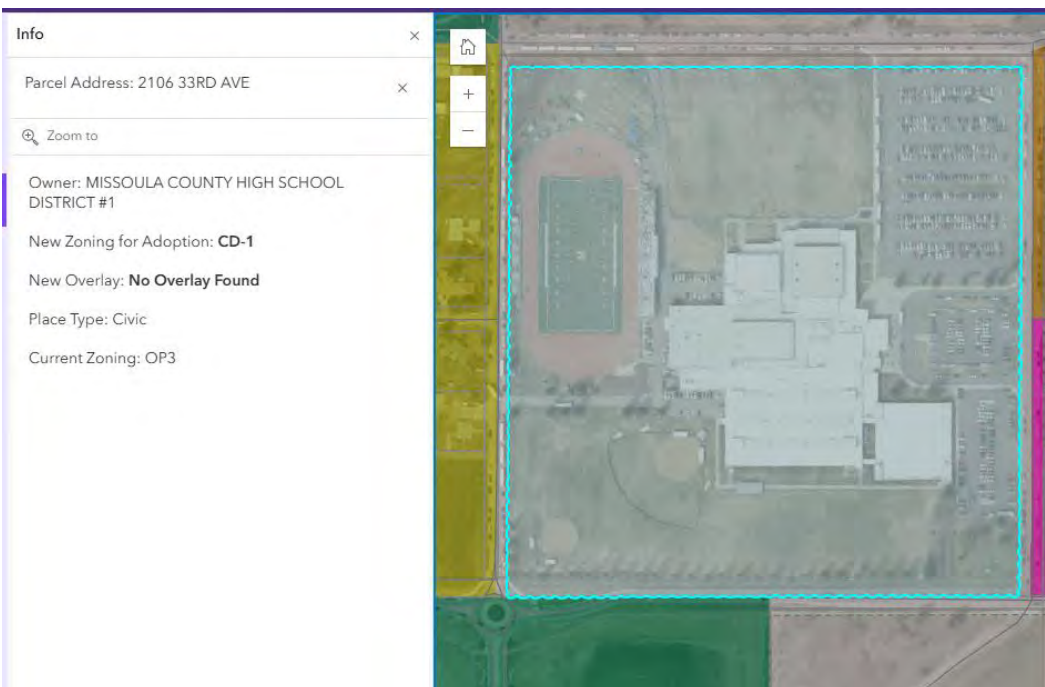 Info
Parcel Address: 2106 33RD AVE
Zoom to
Owner: MISSOULA COUNTY HIGH SCHOOL
DISTRICT #1
New Zoning for Adoption: CD-1
New Overlay: No Overlay Found
Place Type: Civic
Current Zoning: OP3